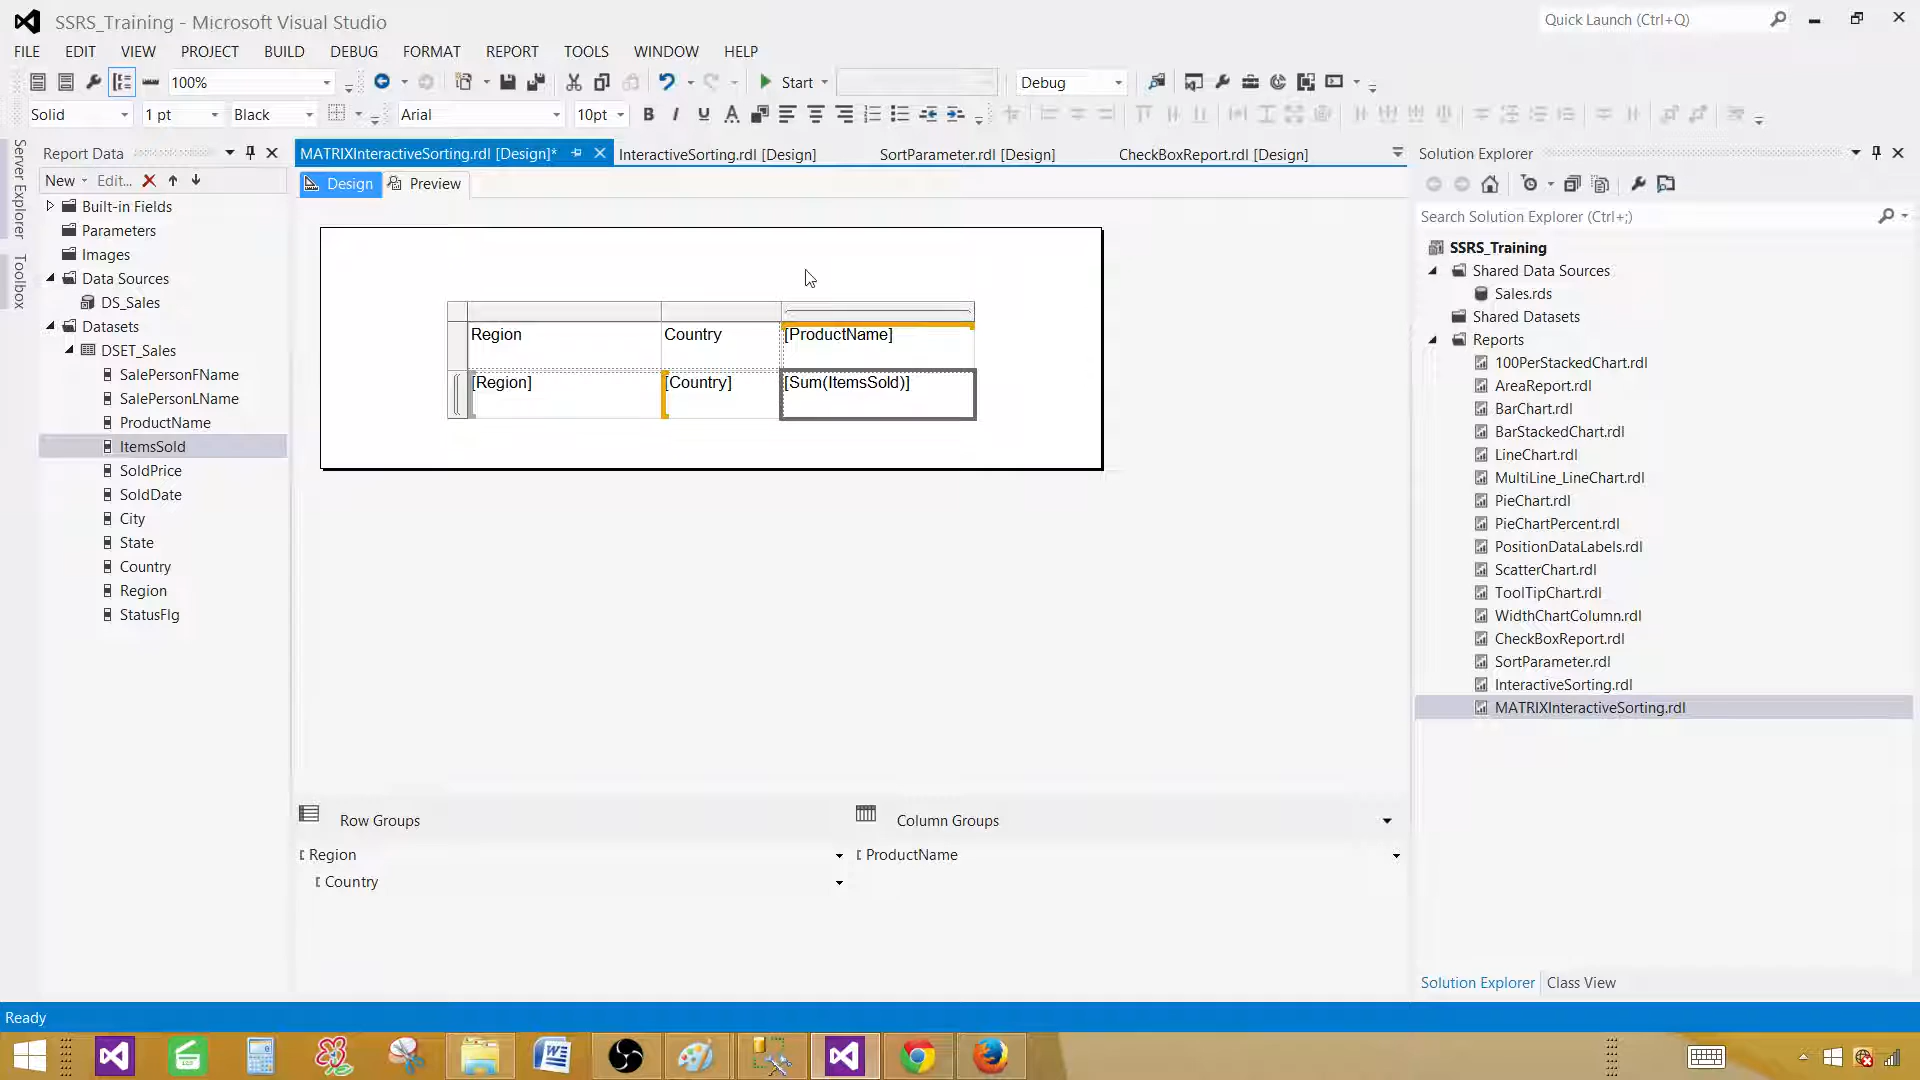 SSRS_Training - Microsoft Visual Studio
Quick Launch (Ctrl+Q)
FILE EDIT VIEW PROJECT BUILD DEBUG FORMAT REPORT TOOLS WINDOW HELP
100% Start Debug
Solid 1 pt Black Arial 10pt B I U A
Server Explorer
Toolbox
Report Data
New Edit...
Built-in Fields
Parameters
Images
Data Sources
DS_Sales
Datasets
DSET_Sales
SalePersonFName
SalePersonLName
ProductName
ItemsSold
SoldPrice
SoldDate
City
State
Country
Region
StatusFlg
MATRIXInteractiveSorting.rdl [Design]* InteractiveSorting.rdl [Design] SortParameter.rdl [Design] CheckBoxReport.rdl [Design]
Design Preview
Region Country [ProductName]
[Region] [Country] [Sum(ItemsSold)]
Row Groups Column Groups
Region ProductName
Country
Solution Explorer
Search Solution Explorer (Ctrl+;)
SSRS_Training
Shared Data Sources
Sales.rds
Shared Datasets
Reports
100PerStackedChart.rdl
AreaReport.rdl
BarChart.rdl
BarStackedChart.rdl
LineChart.rdl
MultiLine_LineChart.rdl
PieChart.rdl
PieChartPercent.rdl
PositionDataLabels.rdl
ScatterChart.rdl
ToolTipChart.rdl
WidthChartColumn.rdl
CheckBoxReport.rdl
SortParameter.rdl
InteractiveSorting.rdl
MATRIXInteractiveSorting.rdl
Solution Explorer Class View
Ready